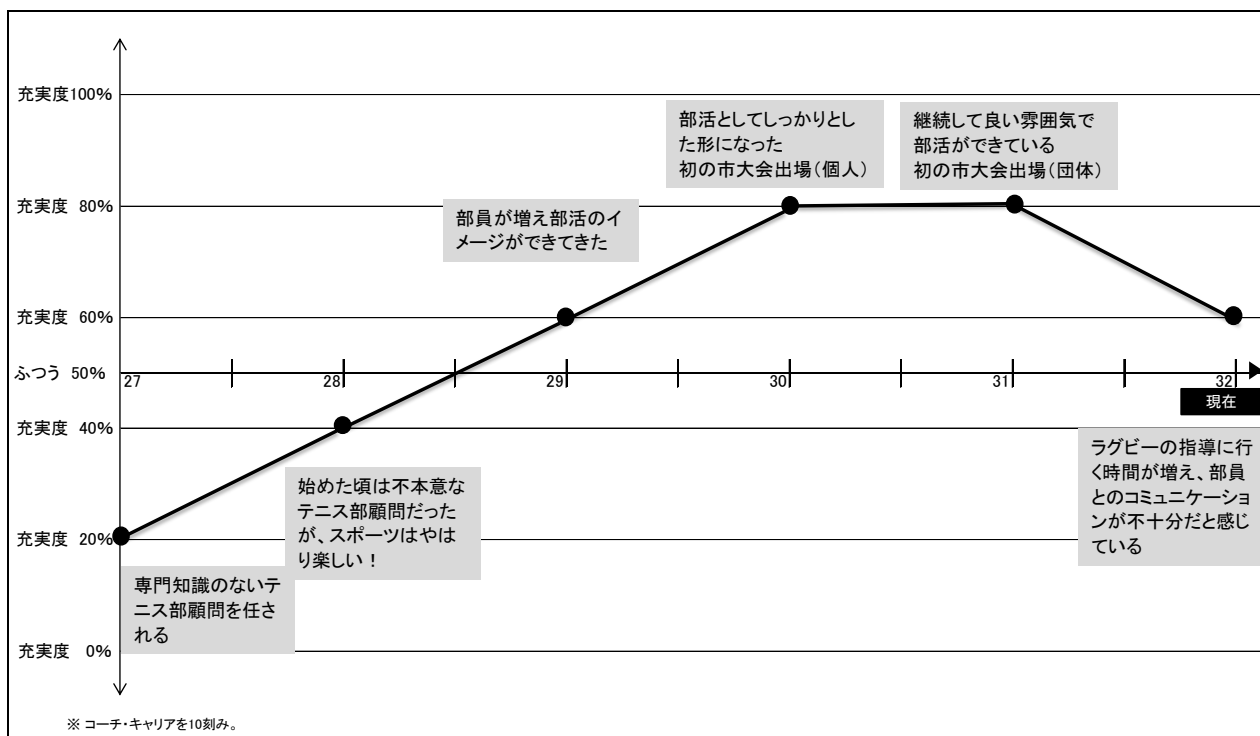 充実度100%
部活としてしっかりとし
た形になった
初の市大会出場(個人)
継続して良い雰囲気で
部活ができている
初の市大会出場(団体)
充実度 80%
部員が増え部活のイ
メージができてきた
充実度 60%
ふつう 50%
27
28
29
30
31
32
現在
充実度 40%
始めた頃は不本意な
テニス部顧問だった
が、スポーツはやは
り楽しい！
ラグビーの指導に行
く時間が増え、部員
とのコミュニケーショ
ンが不十分だと感じ
ている
充実度 20%
専門知識のないテ
ニス部顧問を任さ
れる
充実度 0%
※ コーチ・キャリアを10刻み。